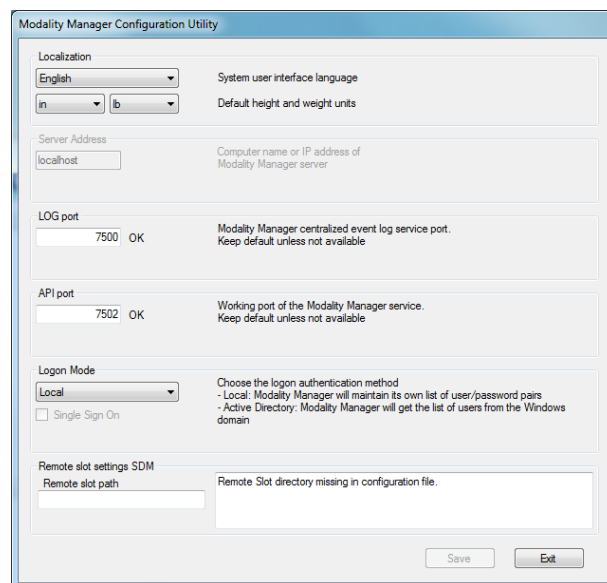 Modality Manager Configuration Utility
Localization
English
System user interface language
in
lb
Default height and weight units
Server Address
localhost
Computer name or IP address of
Modality Manager server
LOG port
7500
OK
Modality Manager centralized event log service port.
Keep default unless not available
API port
7502
OK
Working port of the Modality Manager service.
Keep default unless not available
Logon Mode
Local
Single Sign On
Choose the logon authentication method
- Local: Modality Manager will maintain its own list of user/password pairs
- Active Directory: Modality Manager will get the list of users from the Windows
domain
Remote slot settings SDM
Remote slot path
Remote Slot directory missing in configuration file.
Save
Exit